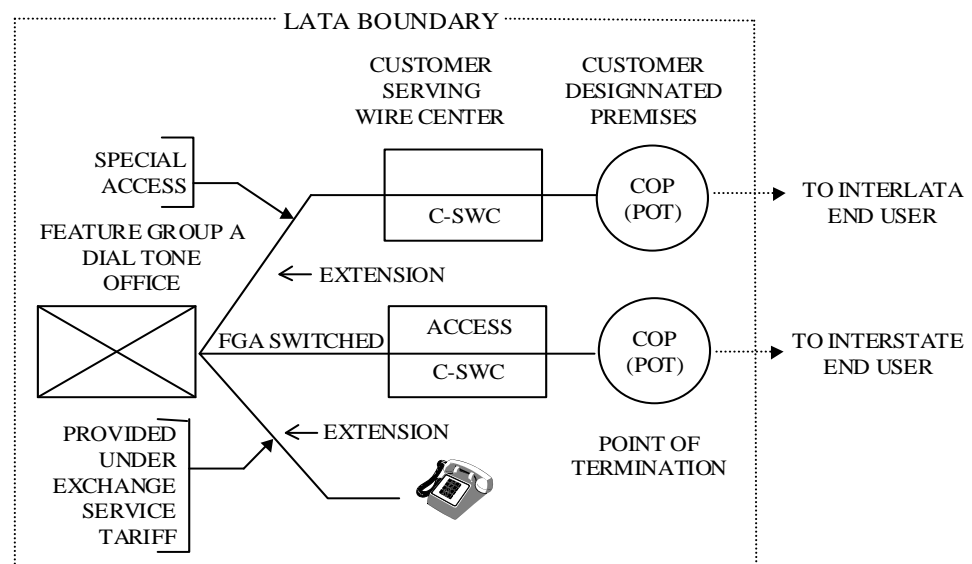 LATA BOUNDARY
CUSTOMER
SERVING
WIRE CENTER
CUSTOMER
DESIGNNATED
PREMISES
SPECIAL
ACCESS
COP
(POT)
C-SWC
TO INTERLATA
END USER
FEATURE GROUP A
DIAL TONE
OFFICE
EXTENSION
FGA SWITCHED
ACCESS
C-SWC
COP
(POT)
TO INTERSTATE
END USER
EXTENSION
PROVIDED
UNDER
EXCHANGE
SERVICE
TARIFF
POINT OF
TERMINATION